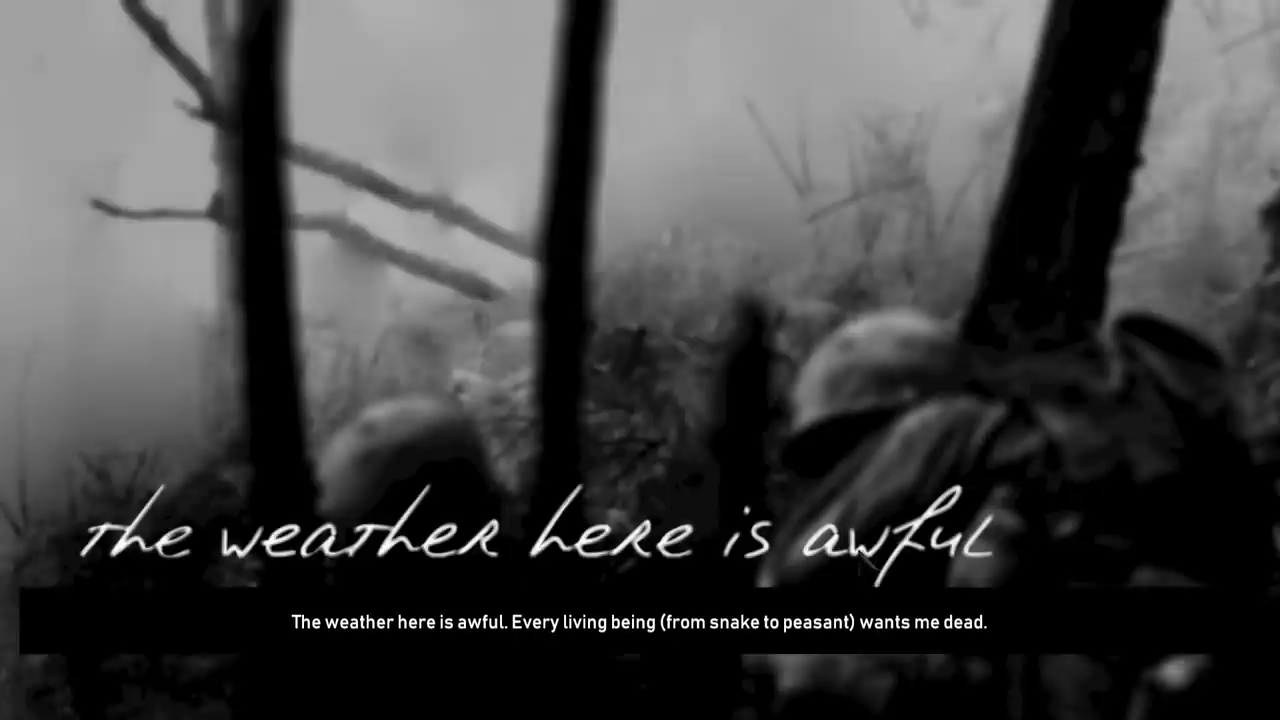 the weather here is awful
The weather here is awful. Every living being (from snake to peasant) wants me dead.